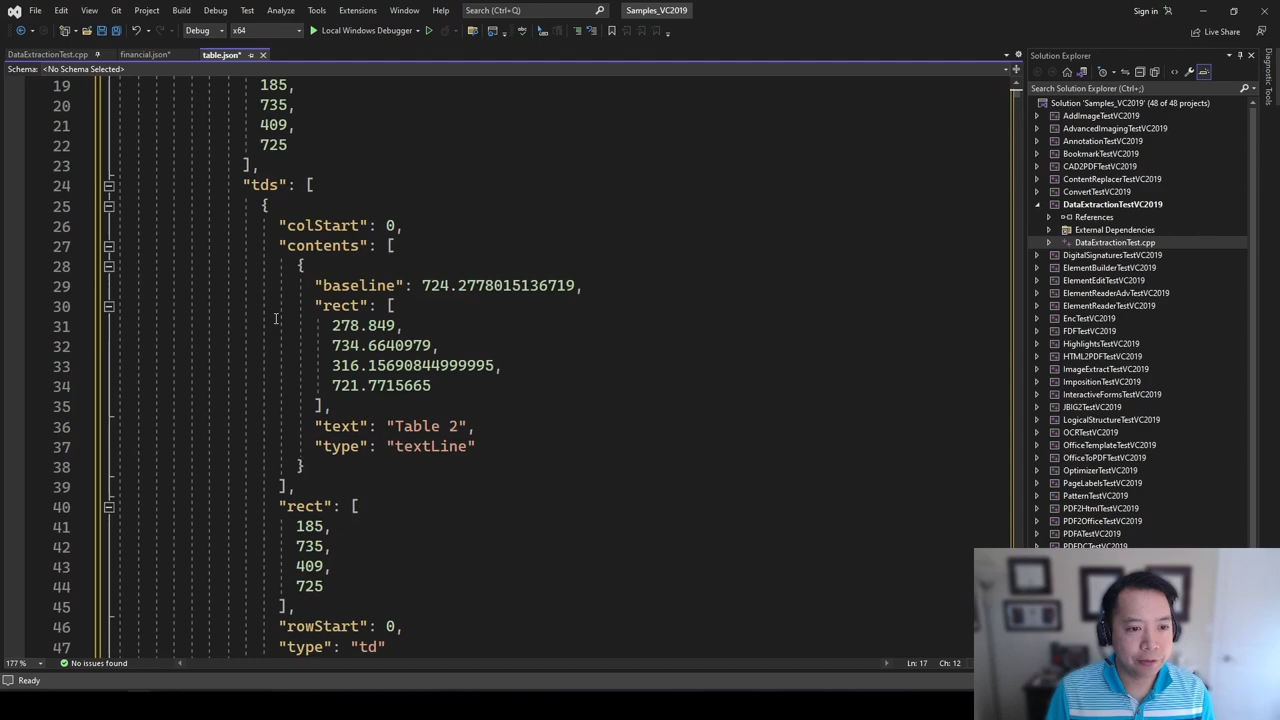 File Edit View Git Project Build Debug Test Analyze Tools Extensions Window Help Search (Ctrl+Q) Samples_VC2019 Sign in
Debug x64 Local Windows Debugger Live Share
DataExtractionTest.cpp financial.json* table.json*
Schema: <No Schema Selected>
19 185,
20 735,
21 409,
22 725
23 ],
24 "tds": [
25 {
26 "colStart": 0,
27 "contents": [
28 {
29 "baseline": 724.2778015136719,
30 "rect": [
31 278.849,
32 734.6640979,
33 316.15690844999995,
34 721.7715665
35 ],
36 "text": "Table 2",
37 "type": "textLine"
38 }
39 ],
40 "rect": [
41 185,
42 735,
43 409,
44 725
45 ],
46 "rowStart": 0,
47 "type": "td"
177 % No issues found Ln: 17 Ch: 12
Ready
Solution Explorer
Search Solution Explorer (Ctrl+;)
Solution 'Samples_VC2019' (48 of 48 projects)
AddImageTestVC2019
AdvancedImagingTestVC2019
AnnotationTestVC2019
BookmarkTestVC2019
CAD2PDFTestVC2019
ContentReplacerTestVC2019
ConvertTestVC2019
DataExtractionTestVC2019
References
External Dependencies
DataExtractionTest.cpp
DigitalSignaturesTestVC2019
ElementBuilderTestVC2019
ElementEditTestVC2019
ElementReaderAdvTestVC2019
ElementReaderTestVC2019
EncTestVC2019
FDFTestVC2019
HighlightsTestVC2019
HTML2PDFTestVC2019
ImageExtractTestVC2019
ImpositionTestVC2019
InteractiveFormsTestVC2019
JBIG2TestVC2019
LogicalStructureTestVC2019
OCRTestVC2019
OfficeTemplateTestVC2019
OfficeToPDFTestVC2019
OptimizerTestVC2019
PageLabelsTestVC2019
PatternTestVC2019
PDF2HtmlTestVC2019
PDF2OfficeTestVC2019
PDFATestVC2019
PDFDCTestVC2019
Diagnostic Tools